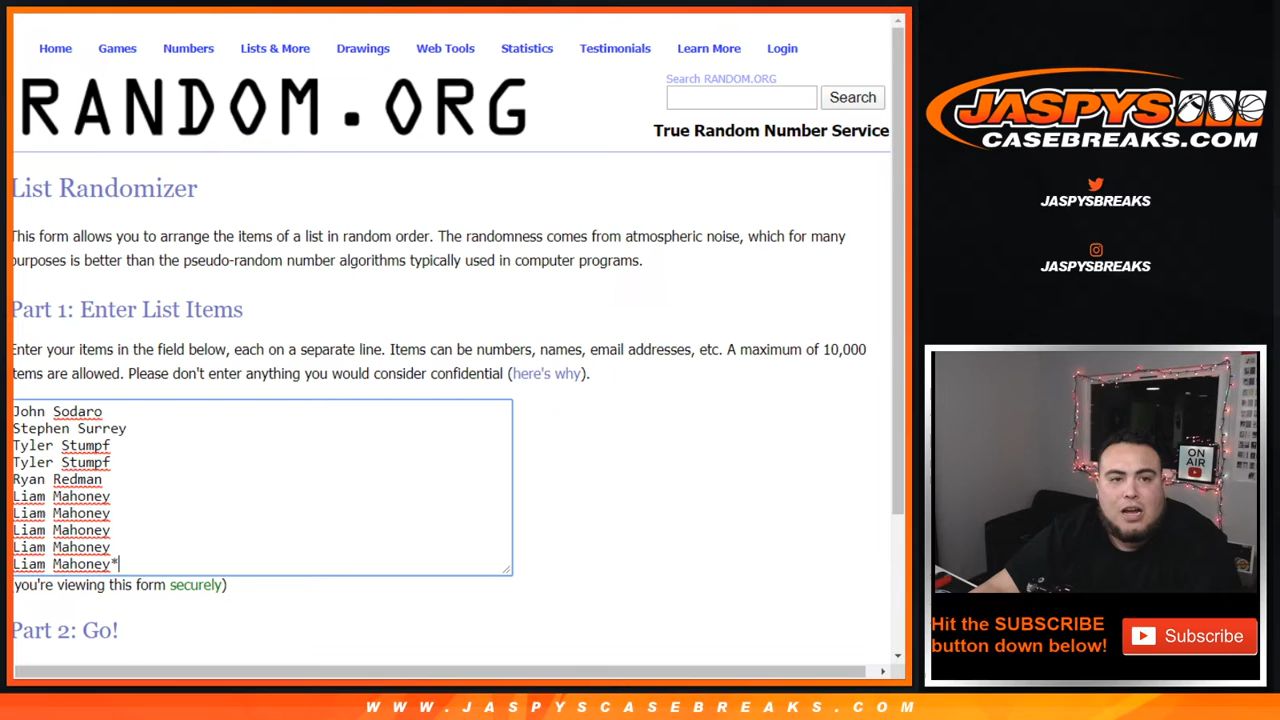 Home Games Numbers Lists & More Drawings Web Tools Statistics Testimonials Learn More Login
RANDOM.ORG
Search RANDOM.ORG
Search
True Random Number Service
List Randomizer
This form allows you to arrange the items of a list in random order. The randomness comes from atmospheric noise, which for many
purposes is better than the pseudo-random number algorithms typically used in computer programs.
Part 1: Enter List Items
Enter your items in the field below, each on a separate line. Items can be numbers, names, email addresses, etc. A maximum of 10,000
items are allowed. Please don't enter anything you would consider confidential (here's why).
John Sodaro
Stephen Surrey
Tyler Stumpf
Tyler Stumpf
Ryan Redman
Liam Mahoney
Liam Mahoney
Liam Mahoney
Liam Mahoney
Liam Mahoney*
you're viewing this form securely)
Part 2: Go!
JASPYS
CASEBREAKS.COM
JASPYSBREAKS
JASPYSBREAKS
ON
AIR
Hit the SUBSCRIBE
button down below!
Subscribe
WWW.JASPYSCASEBREAKS.COM